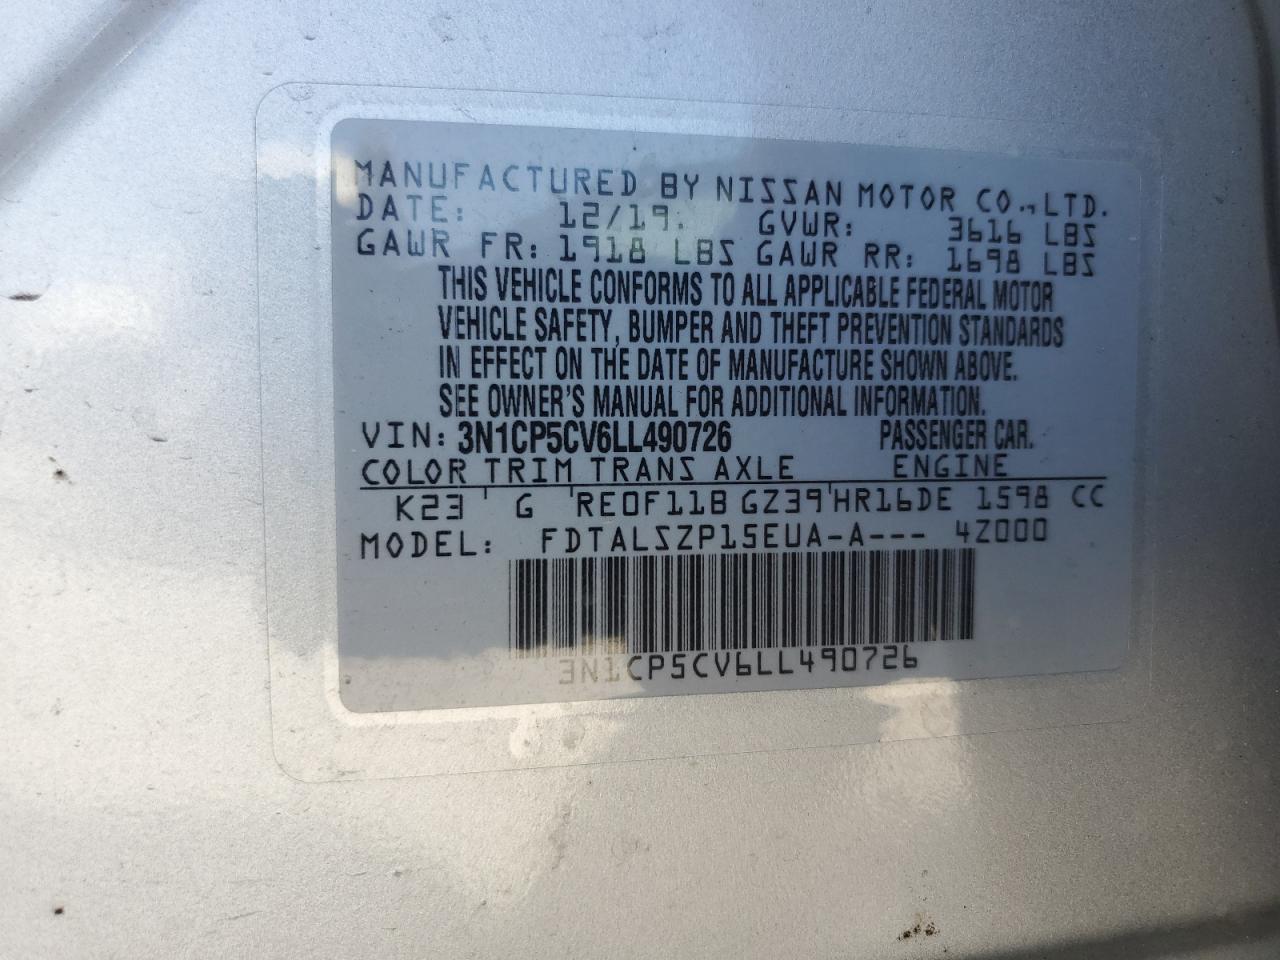 MANUFACTURED BY NISSAN MOTOR CO., LTD.
DATE: 12/19. GVWR: 3616 LBS
GAWR FR: 1918 LBS GAWR RR: 1698 LBS
THIS VEHICLE CONFORMS TO ALL APPLICABLE FEDERAL MOTOR
VEHICLE SAFETY, BUMPER AND THEFT PREVENTION STANDARDS
IN EFFECT ON THE DATE OF MANUFACTURE SHOWN ABOVE.
SEE OWNER'S MANUAL FOR ADDITIONAL INFORMATION.
VIN: 3N1CP5CV6LL490726 PASSENGER CAR.
COLOR TRIM TRANS AXLE ENGINE
K23 ' G ' RE0F11B GZ39 ' HR16DE 1598 CC
MODEL: FDTALSZP15EUA-A--- 4Z000
3N1CP5CV6LL490726